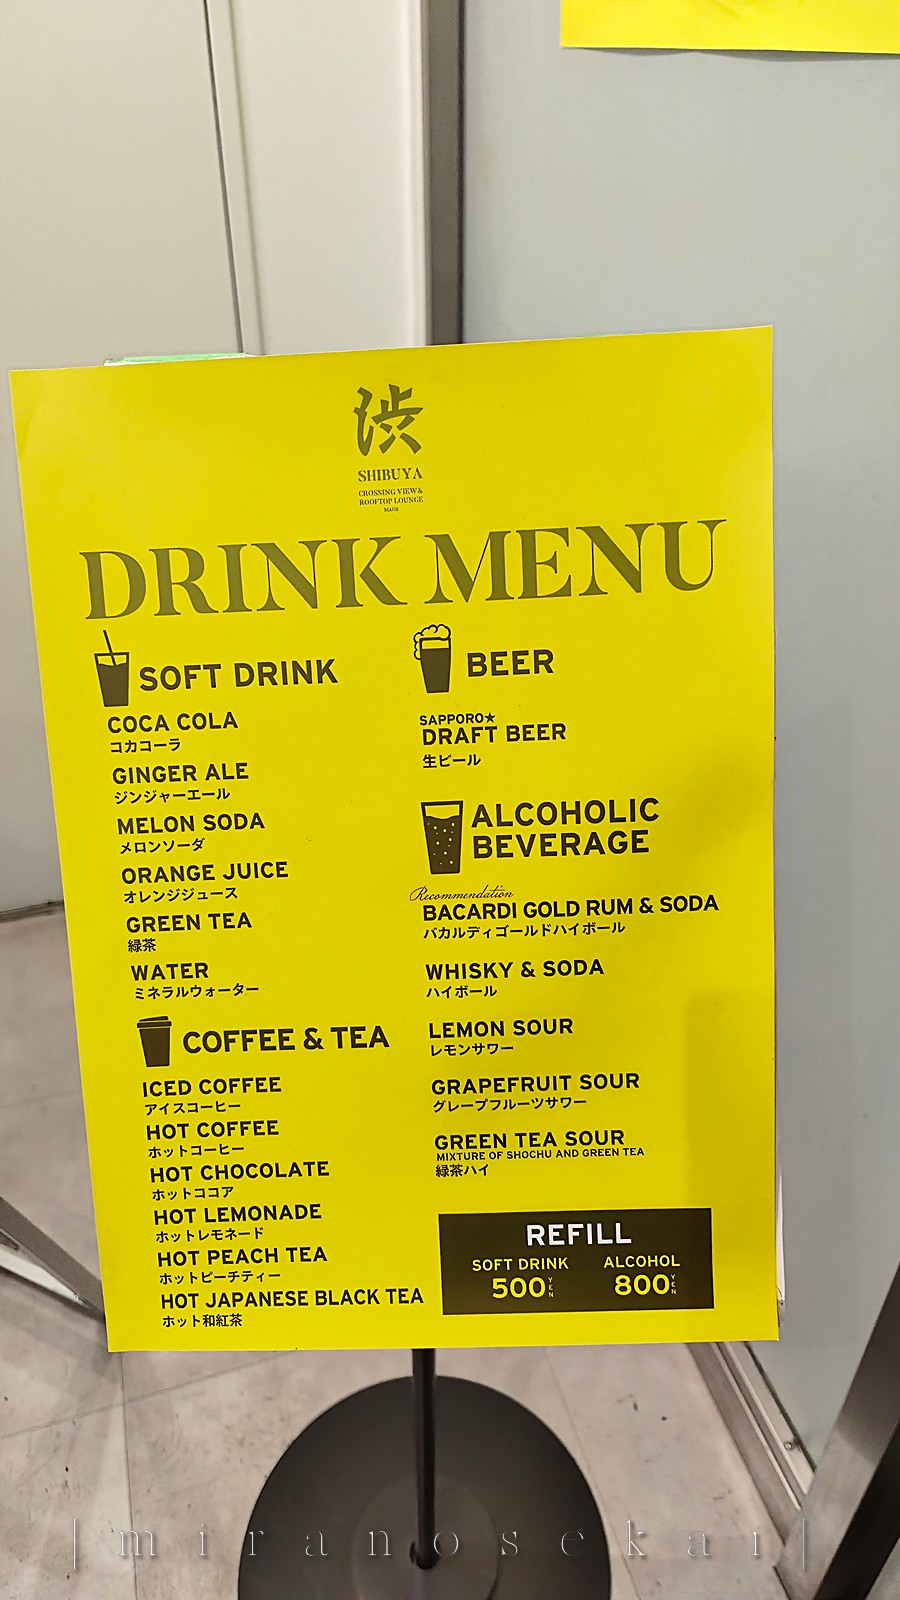 渋
SHIBUYA
CROSSING VIEW &
ROOFTOP LOUNGE
MAG8
DRINK MENU
SOFT DRINK
COCA COLA
コカコーラ
GINGER ALE
ジンジャーエール
MELON SODA
メロンソーダ
ORANGE JUICE
オレンジジュース
GREEN TEA
緑茶
WATER
ミネラルウォーター
COFFEE & TEA
ICED COFFEE
アイスコーヒー
HOT COFFEE
ホットコーヒー
HOT CHOCOLATE
ホットココア
HOT LEMONADE
ホットレモネード
HOT PEACH TEA
ホットピーチティー
HOT JAPANESE BLACK TEA
ホット和紅茶
BEER
SAPPORO★
DRAFT BEER
生ビール
ALCOHOLIC
BEVERAGE
Recommendation
BACARDI GOLD RUM & SODA
バカルディゴールドハイボール
WHISKY & SODA
ハイボール
LEMON SOUR
レモンサワー
GRAPEFRUIT SOUR
グレープフルーツサワー
GREEN TEA SOUR
MIXTURE OF SHOCHU AND GREEN TEA
緑茶ハイ
REFILL
SOFT DRINK ALCOHOL
500YEN 800YEN
| miranosekai |